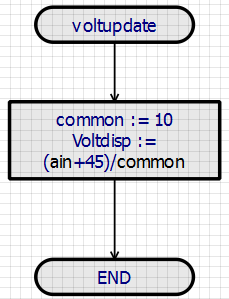 voltupdate
common := 10
Voltdisp :=
(ain+45)/common
END